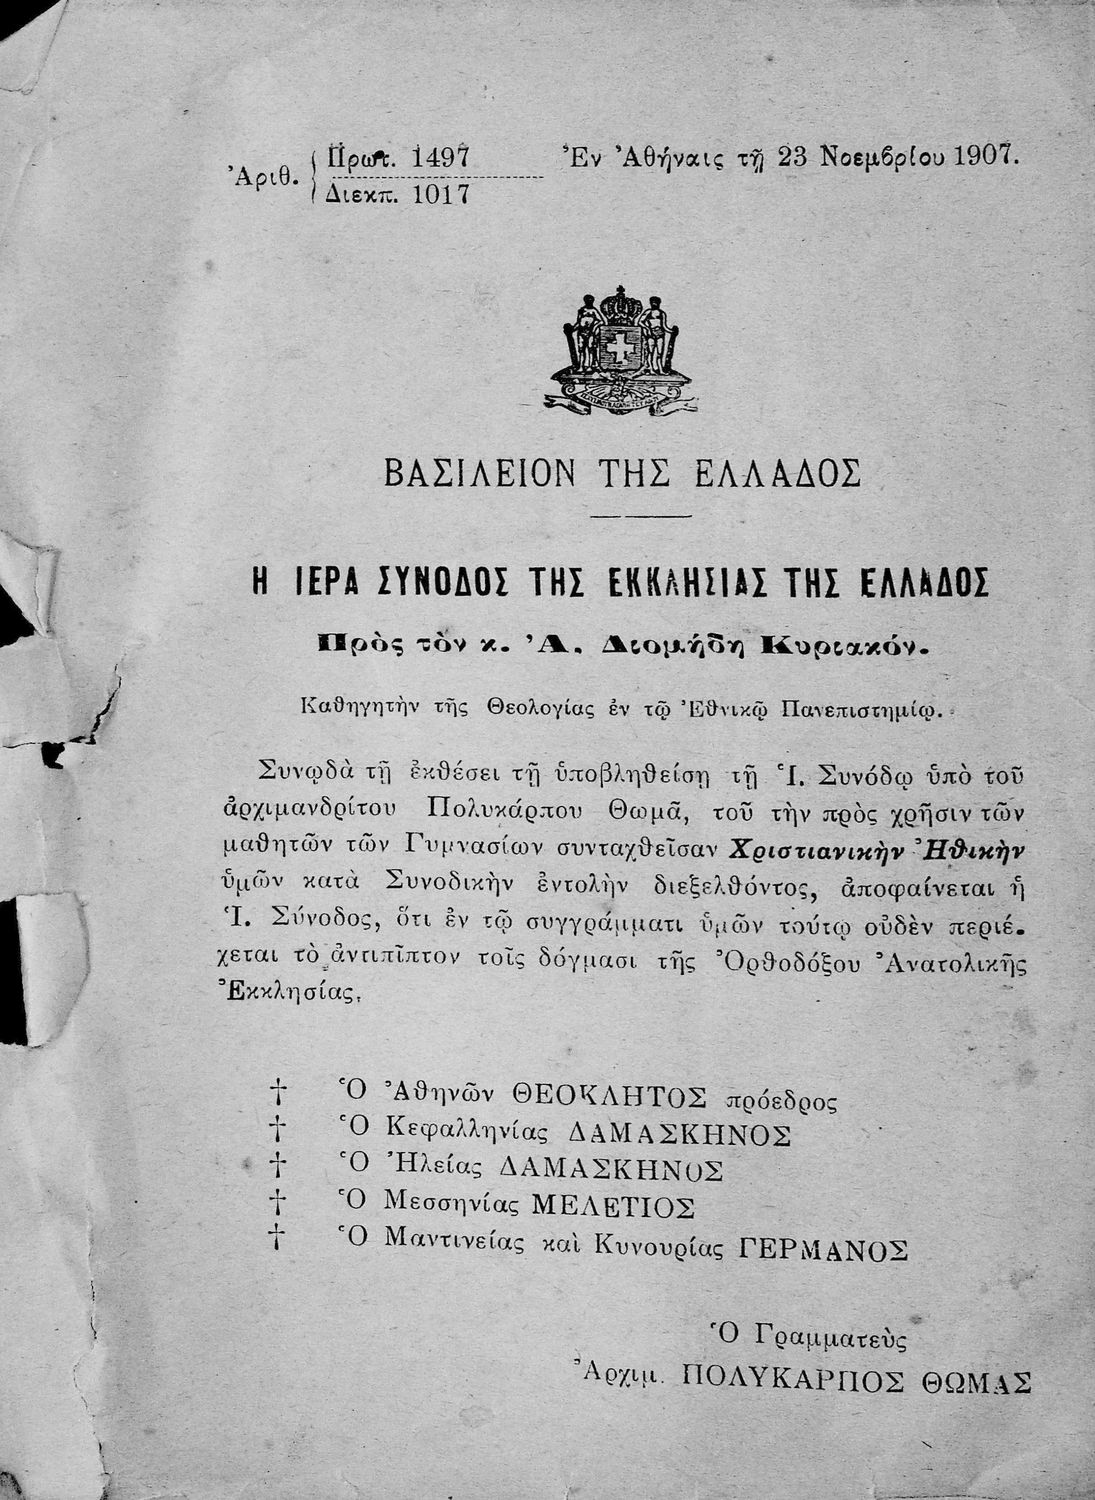 Ἀριθ. { Πρωτ. 1497
Διεκπ. 1017
Ἐν Ἀθήναις τῇ 23 Νοεμβρίου 1907.
ΒΑΣΙΛΕΙΟΝ ΤΗΣ ΕΛΛΑΔΟΣ
Η ΙΕΡΑ ΣΥΝΟΔΟΣ ΤΗΣ ΕΚΚΛΗΣΙΑΣ ΤΗΣ ΕΛΛΑΔΟΣ
Πρὸς τὸν κ. Ἀ. Διομήδη Κυριακόν.
Καθηγητὴν τῆς Θεολογίας ἐν τῷ Ἐθνικῷ Πανεπιστημίῳ.
Συνῳδὰ τῇ ἐκθέσει τῇ ὑποβληθείσῃ τῇ Ἱ. Συνόδῳ ὑπὸ τοῦ
ἀρχιμανδρίτου Πολυκάρπου Θωμᾶ, τοῦ τὴν πρὸς χρῆσιν τῶν
μαθητῶν τῶν Γυμνασίων συνταχθεῖσαν Χριστιανικὴν Ἠθικὴν
ὑμῶν κατὰ Συνοδικὴν ἐντολὴν διεξελθόντος, ἀποφαίνεται ἡ
Ἱ. Σύνοδος, ὅτι ἐν τῷ συγγράμματι ὑμῶν τούτῳ οὐδὲν περιέ-
χεται τὸ ἀντιπῖπτον τοῖς δόγμασι τῆς Ὀρθοδόξου Ἀνατολικῆς
Ἐκκλησίας.
† Ὁ Ἀθηνῶν ΘΕΟΚΛΗΤΟΣ πρόεδρος
† Ὁ Κεφαλληνίας ΔΑΜΑΣΚΗΝΟΣ
† Ὁ Ἠλείας ΔΑΜΑΣΚΗΝΟΣ
† Ὁ Μεσσηνίας ΜΕΛΕΤΙΟΣ
† Ὁ Μαντινείας καὶ Κυνουρίας ΓΕΡΜΑΝΟΣ
Ὁ Γραμματεὺς
Ἀρχιμ. ΠΟΛΥΚΑΡΠΟΣ ΘΩΜΑΣ